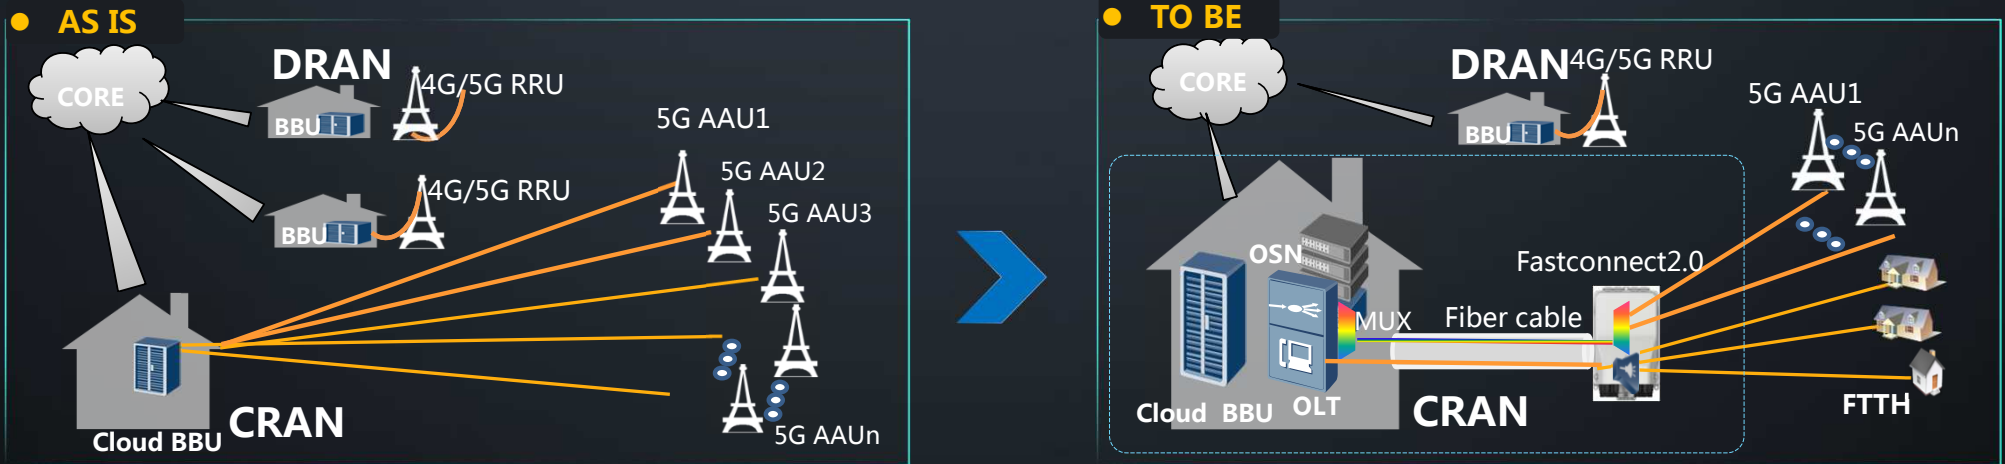 AS IS
CORE
DRAN
4G/5G RRU
BBU
4G/5G RRU
BBU
5G AAU1
5G AAU2
5G AAU3
5G AAUn
Cloud BBU
CRAN
TO BE
CORE
DRAN
4G/5G RRU
BBU
5G AAU1
5G AAUn
OSN
Fastconnect2.0
MUX
Fiber cable
Cloud BBU
OLT
CRAN
FTTH